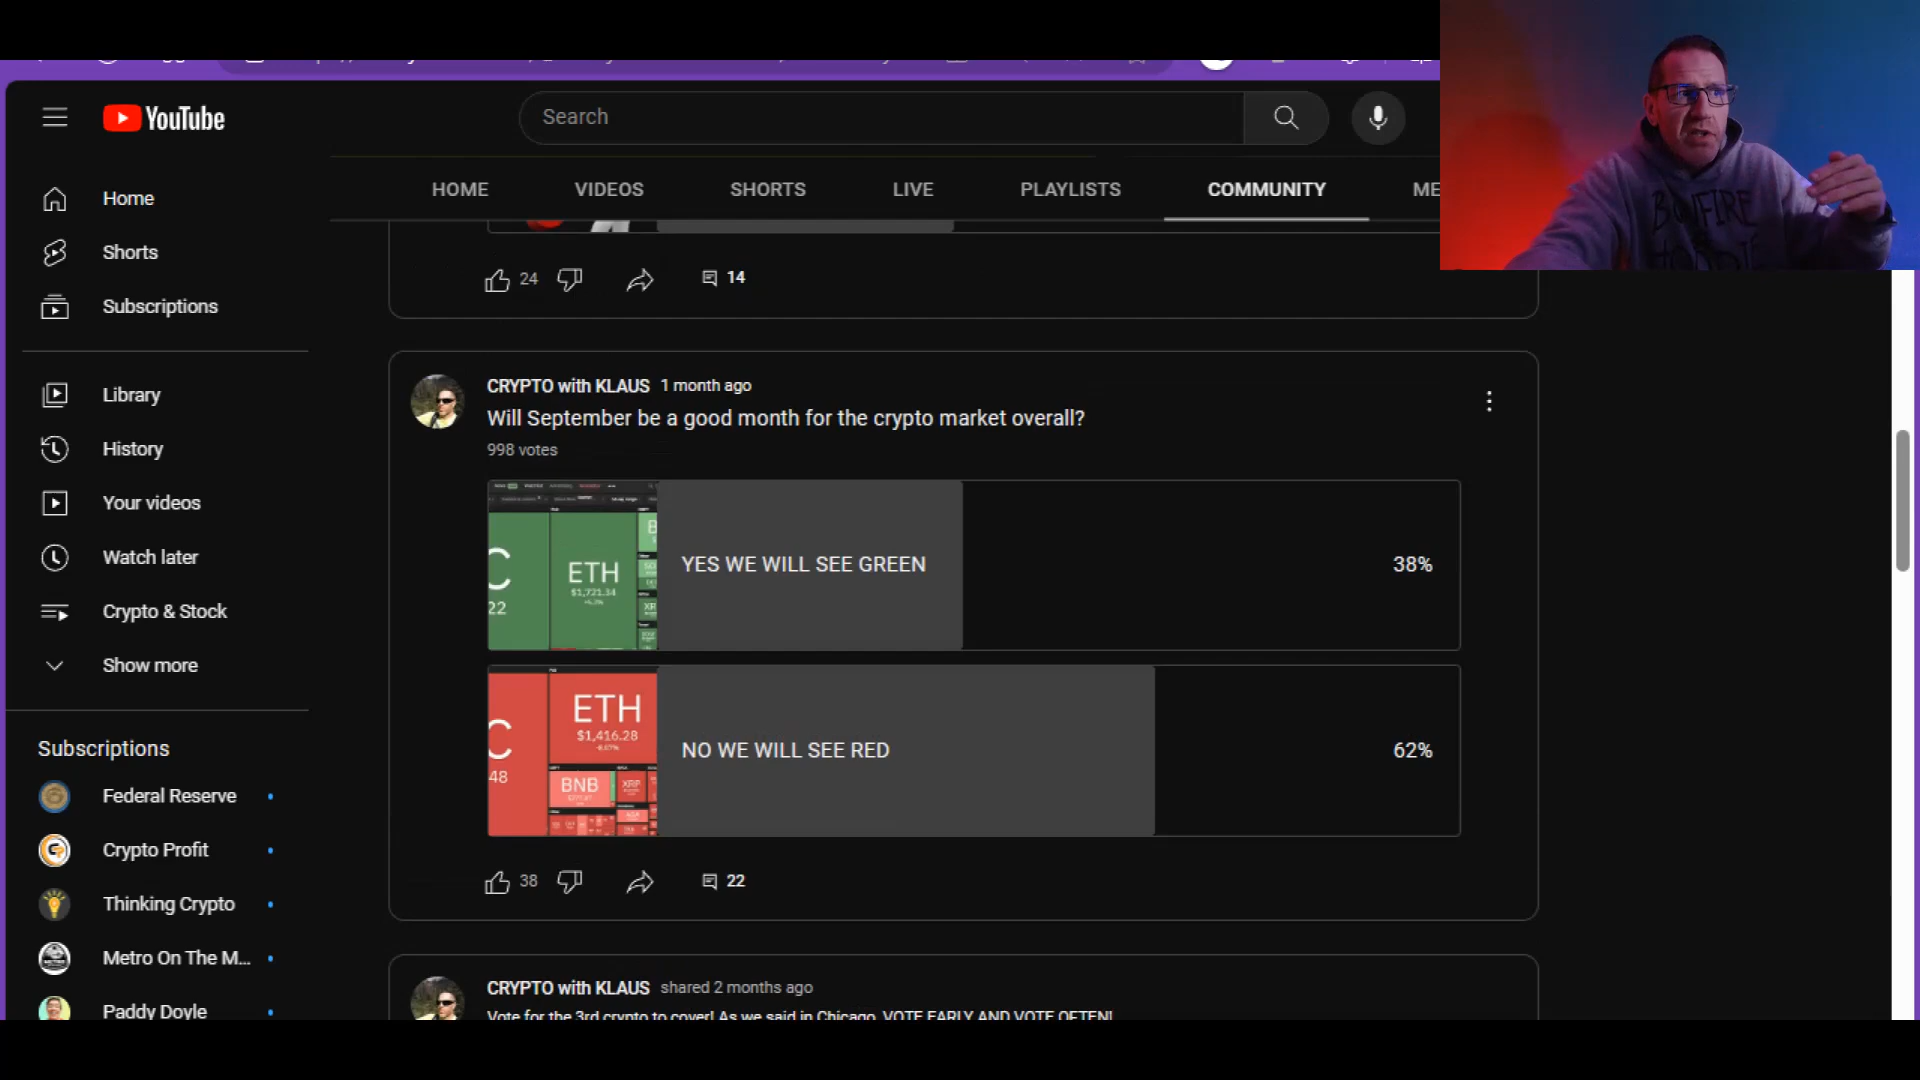 YouTube
Search
Home
Shorts
Subscriptions
Library
History
Your videos
Watch later
Crypto & Stock
Show more
Subscriptions
Federal Reserve
Crypto Profit
Thinking Crypto
Metro On The M...
Paddy Doyle
HOME VIDEOS SHORTS LIVE PLAYLISTS COMMUNITY ME
24 14
CRYPTO with KLAUS 1 month ago
Will September be a good month for the crypto market overall?
998 votes
C
22
ETH
$1,721.34
YES WE WILL SEE GREEN 38%
C
48
ETH
$1,416.28
BNB
XRP
NO WE WILL SEE RED 62%
38 22
CRYPTO with KLAUS shared 2 months ago
Vote for the 3rd crypto to cover! As we said in Chicago, VOTE EARLY AND VOTE OFTEN!
BONFIRE
HOODIE